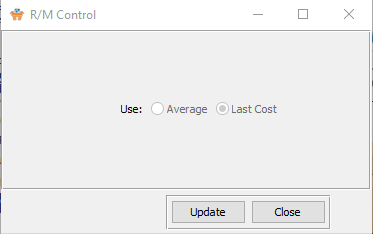 R/M Control
Use: Average Last Cost
Update Close